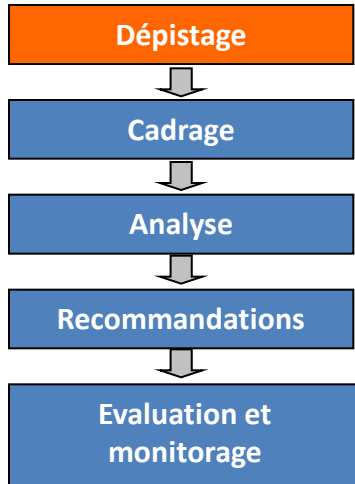 Dépistage
Cadrage
Analyse
Recommandations
Evaluation et
monitorage